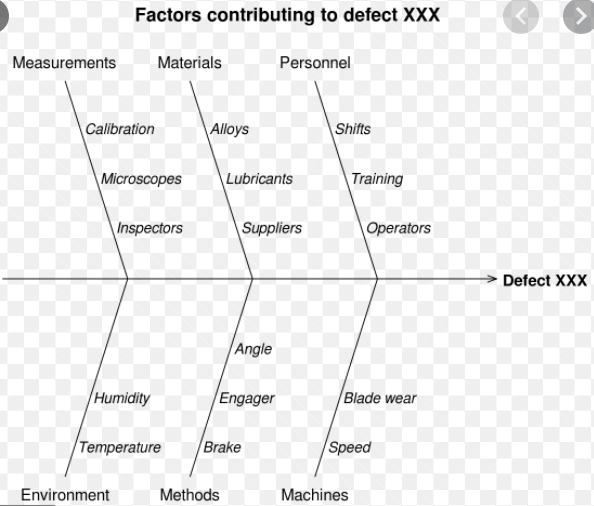 Factors contributing to defect XXX
Measurements
Materials
Personnel
Calibration
Alloys
Shifts
Microscopes
Lubricants
Training
Inspectors
Suppliers
Operators
Defect XXX
Angle
Humidity
Engager
Blade wear
Temperature
Brake
Speed
Environment
Methods
Machines